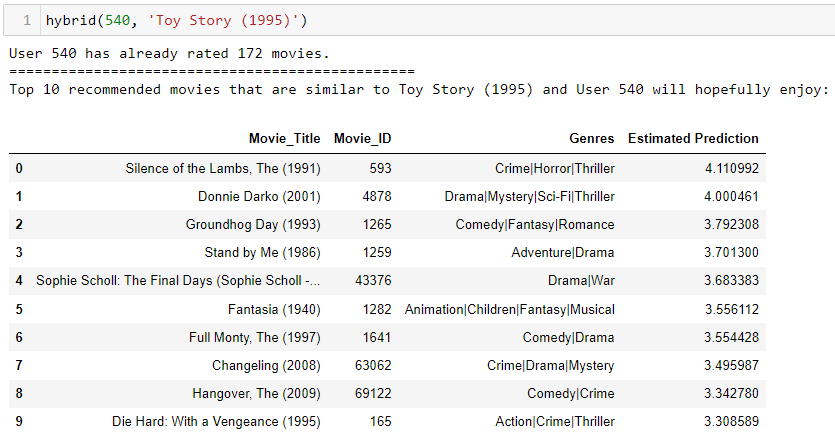 1 hybrid(540, 'Toy Story (1995)')
User 540 has already rated 172 movies.
================================================
Top 10 recommended movies that are similar to Toy Story (1995) and User 540 will hopefully enjoy:
Movie_Title Movie_ID Genres Estimated Prediction
0 Silence of the Lambs, The (1991) 593 Crime|Horror|Thriller 4.110992
1 Donnie Darko (2001) 4878 Drama|Mystery|Sci-Fi|Thriller 4.000461
2 Groundhog Day (1993) 1265 Comedy|Fantasy|Romance 3.792308
3 Stand by Me (1986) 1259 Adventure|Drama 3.701300
4 Sophie Scholl: The Final Days (Sophie Scholl -... 43376 Drama|War 3.683383
5 Fantasia (1940) 1282 Animation|Children|Fantasy|Musical 3.556112
6 Full Monty, The (1997) 1641 Comedy|Drama 3.554428
7 Changeling (2008) 63062 Crime|Drama|Mystery 3.495987
8 Hangover, The (2009) 69122 Comedy|Crime 3.342780
9 Die Hard: With a Vengeance (1995) 165 Action|Crime|Thriller 3.308589